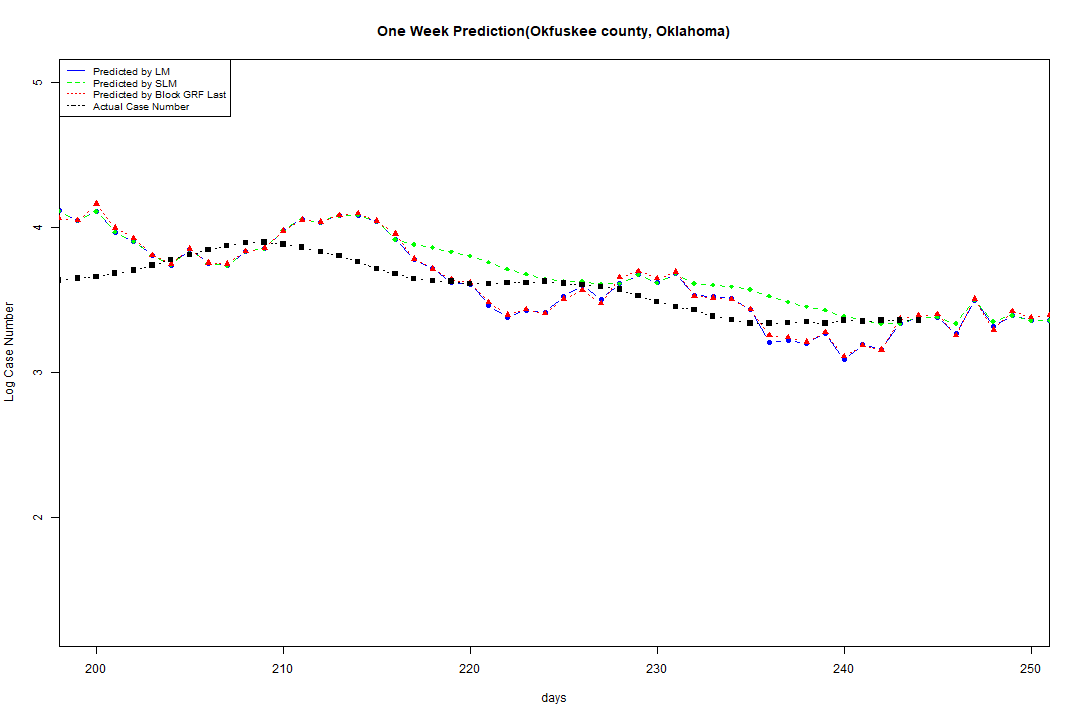 One Week Prediction(Okfuskee county, Oklahoma)
Predicted by LM
Predicted by SLM
Predicted by Block GRF Last
Actual Case Number
5
4
3
2
Log Case Number
200 210 220 230 240 250
days